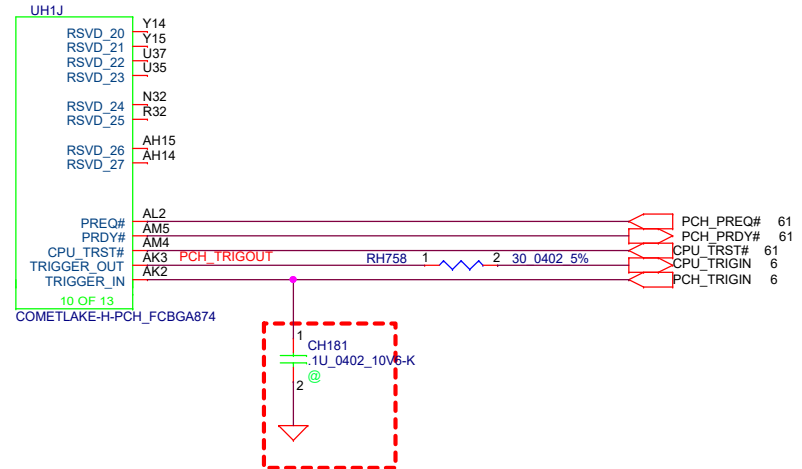 UH1J
RSVD_20 Y14
RSVD_21 Y15
RSVD_22 U37
RSVD_23 U35
RSVD_24 N32
RSVD_25 R32
RSVD_26 AH15
RSVD_27 AH14
PREQ# AL2 PCH_PREQ# 61
PRDY# AM5 PCH_PRDY# 61
CPU_TRST# AM4 CPU_TRST# 61
TRIGGER_OUT AK3 PCH_TRIGOUT RH758 1 2 30_0402_5% CPU_TRIGIN 6
TRIGGER_IN AK2 PCH_TRIGIN 6
10 OF 13
COMETLAKE-H-PCH_FCBGA874
1
CH181
.1U_0402_10V6-K
@
2